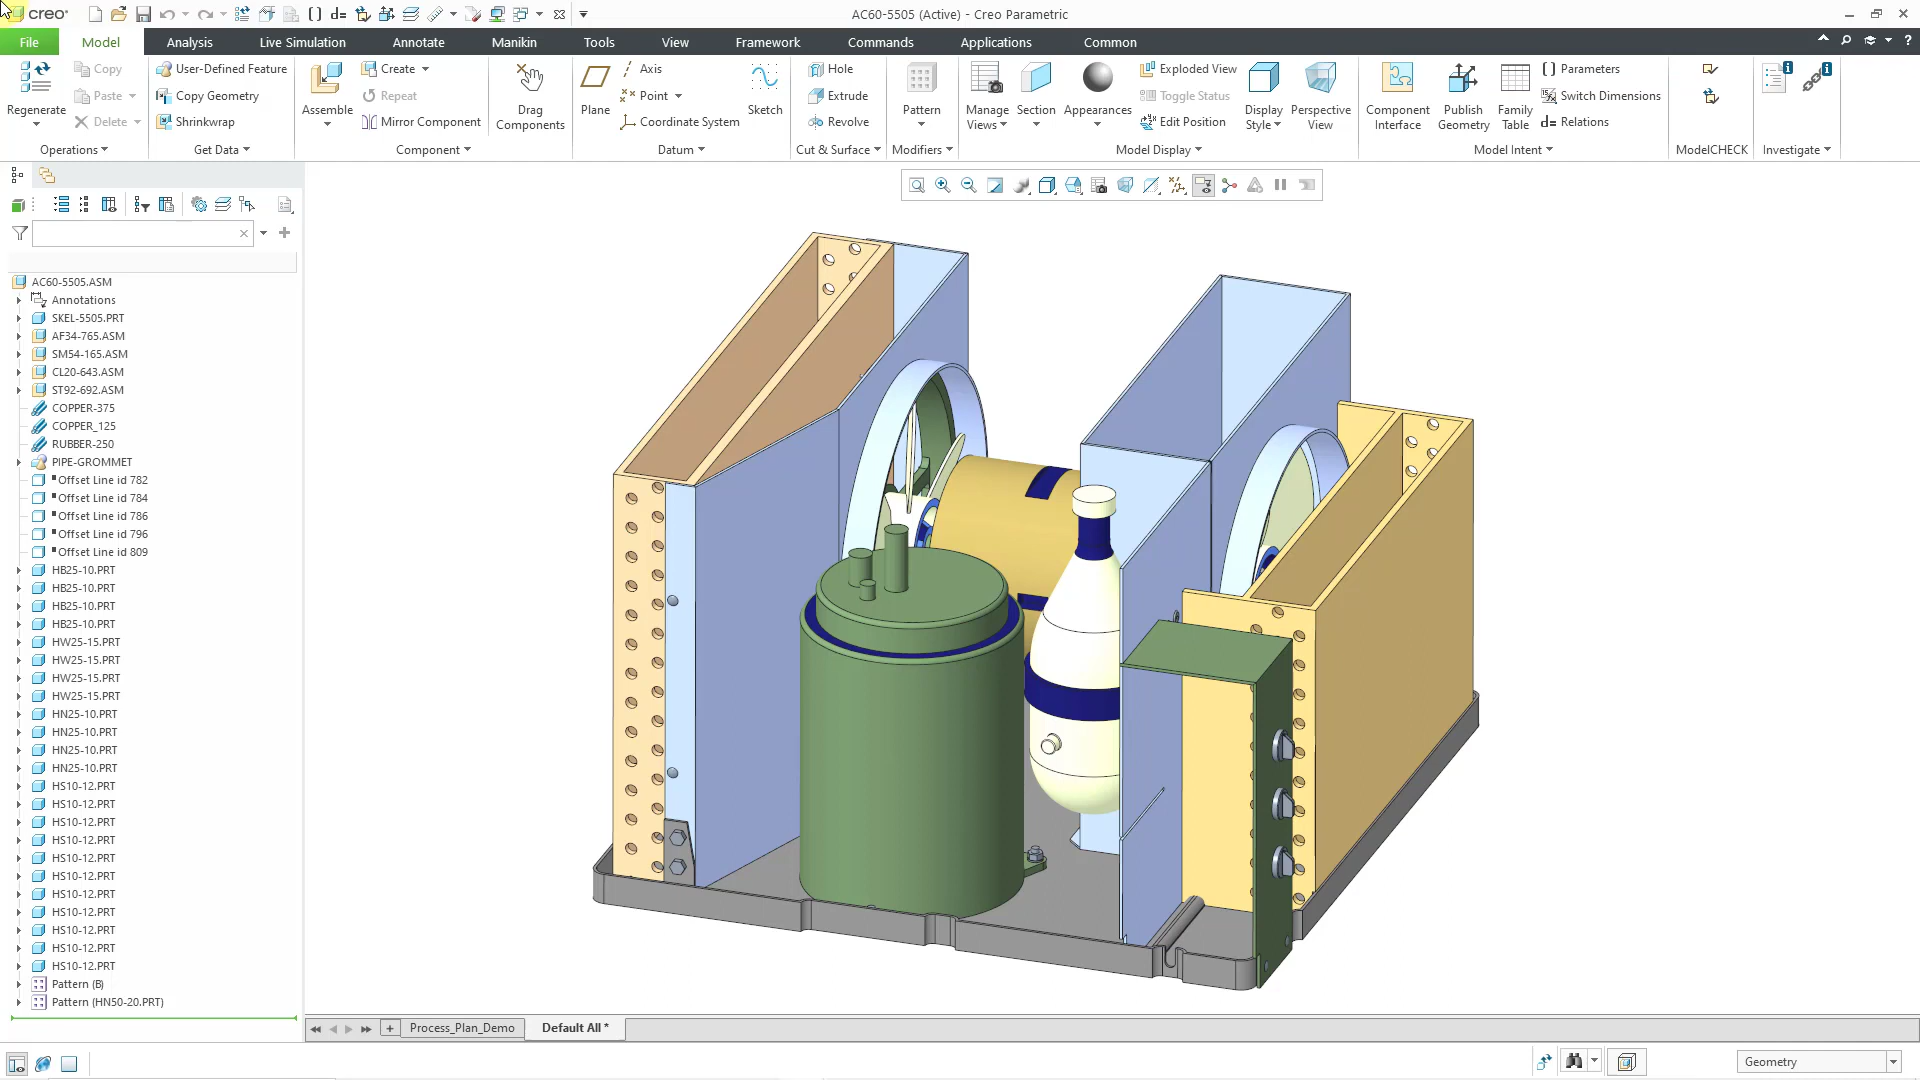 creo
AC60-5505 (Active) - Creo Parametric
File Model Analysis Live Simulation Annotate Manikin Tools View Framework Commands Applications Common
Copy
Paste
Delete
Regenerate
Operations
User-Defined Feature
Copy Geometry
Shrinkwrap
Get Data
Assemble
Create
Repeat
Mirror Component
Drag
Components
Component
Plane
Axis
Point
Coordinate System
Sketch
Datum
Hole
Extrude
Revolve
Cut & Surface
Pattern
Modifiers
Manage
Views
Section
Appearances
Exploded View
Toggle Status
Edit Position
Display
Style
Perspective
View
Model Display
Component
Interface
Publish
Geometry
Family
Table
Parameters
Switch Dimensions
d= Relations
Model Intent
ModelCHECK
Investigate
AC60-5505.ASM
Annotations
SKEL-5505.PRT
AF34-765.ASM
SM54-165.ASM
CL20-643.ASM
ST92-692.ASM
COPPER-375
COPPER_125
RUBBER-250
PIPE-GROMMET
Offset Line id 782
Offset Line id 784
Offset Line id 786
Offset Line id 796
Offset Line id 809
HB25-10.PRT
HB25-10.PRT
HB25-10.PRT
HB25-10.PRT
HW25-15.PRT
HW25-15.PRT
HW25-15.PRT
HW25-15.PRT
HN25-10.PRT
HN25-10.PRT
HN25-10.PRT
HN25-10.PRT
HS10-12.PRT
HS10-12.PRT
HS10-12.PRT
HS10-12.PRT
HS10-12.PRT
HS10-12.PRT
HS10-12.PRT
HS10-12.PRT
HS10-12.PRT
HS10-12.PRT
HS10-12.PRT
Pattern (B)
Pattern (HN50-20.PRT)
Process_Plan_Demo
Default All *
Geometry